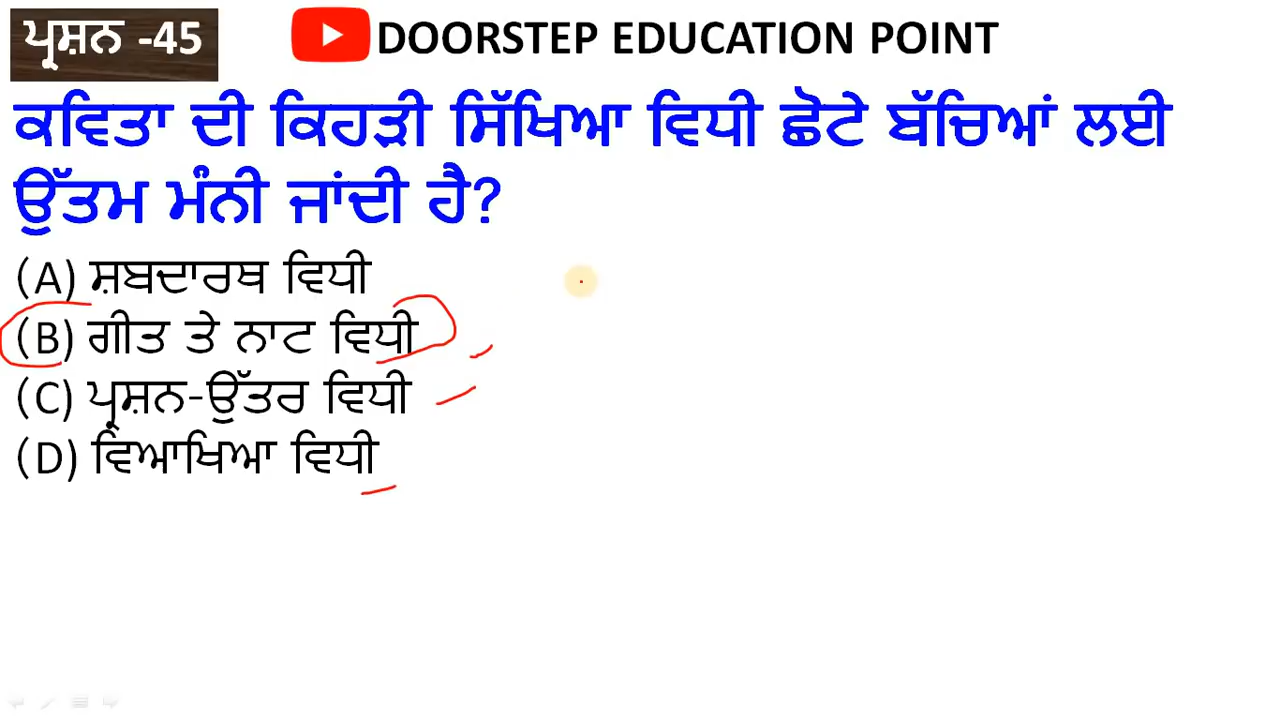 ਪ੍ਰਸ਼ਨ -45
DOORSTEP EDUCATION POINT
ਕਵਿਤਾ ਦੀ ਕਿਹੜੀ ਸਿੱਖਿਆ ਵਿਧੀ ਛੋਟੇ ਬੱਚਿਆਂ ਲਈ
ਉੱਤਮ ਮੰਨੀ ਜਾਂਦੀ ਹੈ?
(A) ਸ਼ਬਦਾਰਥ ਵਿਧੀ
(B) ਗੀਤ ਤੇ ਨਾਟ ਵਿਧੀ
(C) ਪ੍ਰਸ਼ਨ-ਉੱਤਰ ਵਿਧੀ
(D) ਵਿਆਖਿਆ ਵਿਧੀ